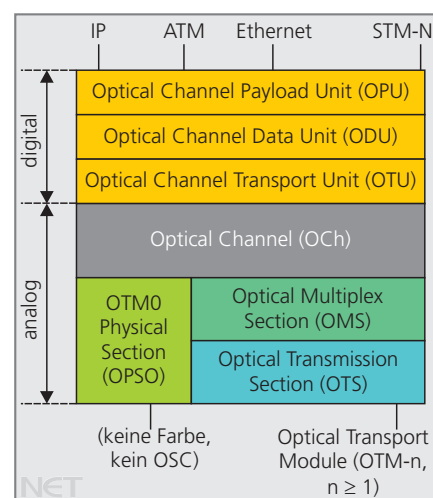 IP ATM Ethernet STM-N
digital
Optical Channel Payload Unit (OPU)
Optical Channel Data Unit (ODU)
Optical Channel Transport Unit (OTU)
analog
Optical Channel (OCh)
OTM0
Physical
Section
(OPSO)
Optical Multiplex
Section (OMS)
Optical Transmission
Section (OTS)
(keine Farbe,
kein OSC)
Optical Transport
Module (OTM-n,
n ≥ 1)
NET